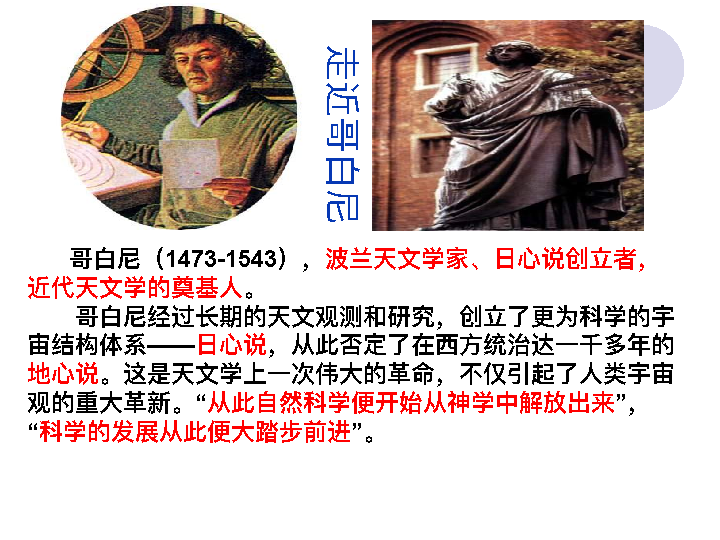 走近哥白尼
哥白尼（1473-1543），波兰天文学家、日心说创立者，
近代天文学的奠基人。
哥白尼经过长期的天文观测和研究，创立了更为科学的宇
宙结构体系——日心说，从此否定了在西方统治达一千多年的
地心说。这是天文学上一次伟大的革命，不仅引起了人类宇宙
观的重大革新。“从此自然科学便开始从神学中解放出来”，
“科学的发展从此便大踏步前进”。